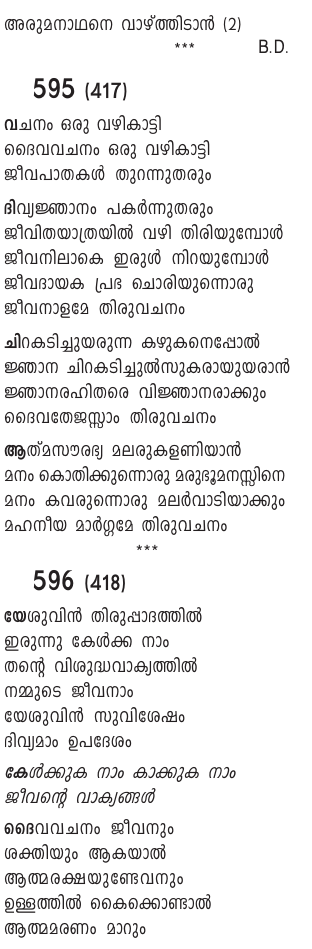 അരുമനാഥനെ വാഴ്ത്തിടാൻ (2)
*** B.D.
595 (417)
വചനം ഒരു വഴികാട്ടി
ദൈവവചനം ഒരു വഴികാട്ടി
ജീവപാതകൾ തുറന്നുതരും
ദിവ്യജ്ഞാനം പകർന്നുതരും
ജീവിതയാത്രയിൽ വഴി തിരിയുമ്പോൾ
ജീവനിലാകെ ഇരുൾ നിറയുമ്പോൾ
ജീവദായക പ്രഭ ചൊരിയുന്നൊരു
ജീവനാളമേ തിരുവചനം
ചിറകടിച്ചുയരുന്ന കഴുകനെപ്പോൽ
ജ്ഞാന ചിറകടിച്ചുൽസുകരായുയരാൻ
ജ്ഞാനരഹിതരെ വിജ്ഞാനരാക്കും
ദൈവതേജസ്സാം തിരുവചനം
ആത്മസൗരഭ്യ മലരുകളണിയാൻ
മനം കൊതിക്കുന്നൊരു മരുഭൂമനസ്സിനെ
മനം കവരുന്നൊരു മലർവാടിയാക്കും
മഹനീയ മാർഗ്ഗമേ തിരുവചനം
***
596 (418)
യേശുവിൻ തിരുപ്പാദത്തിൽ
ഇരുന്നു കേൾക്ക നാം
തന്റെ വിശുദ്ധവാക്യത്തിൽ
നമ്മുടെ ജീവനാം
യേശുവിൻ സുവിശേഷം
ദിവ്യമാം ഉപദേശം
കേൾക്കുക നാം കാക്കുക നാം
ജീവന്റെ വാക്യങ്ങൾ
ദൈവവചനം ജീവനും
ശക്തിയും ആകയാൽ
ആത്മരക്ഷയുണ്ടേവനും
ഉള്ളത്തിൽ കൈക്കൊണ്ടാൽ
ആത്മമരണം മാറും